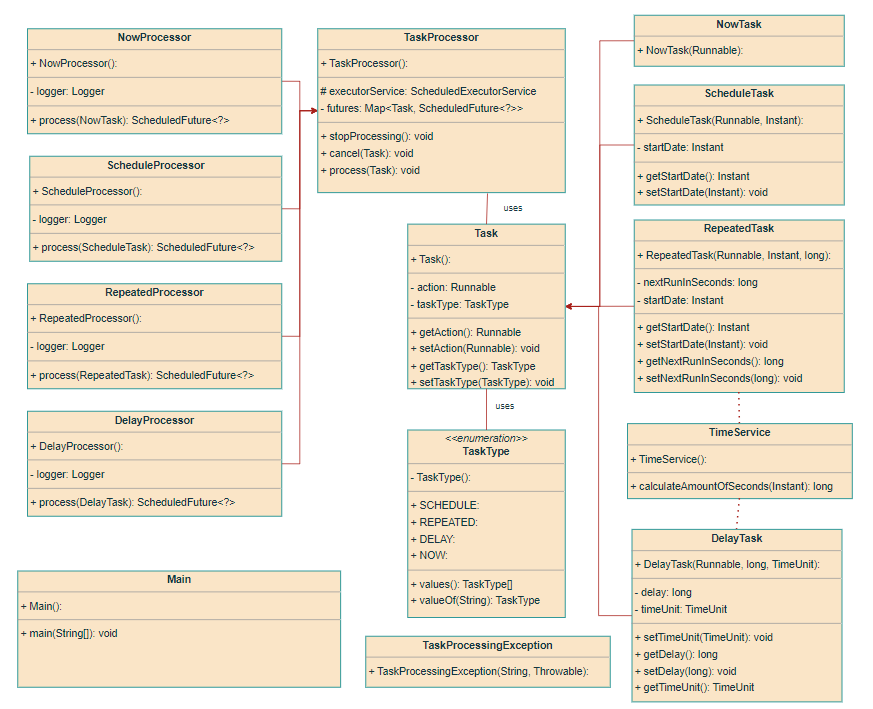 NowProcessor
+ NowProcessor():
- logger: Logger
+ process(NowTask): ScheduledFuture<?>
ScheduleProcessor
+ ScheduleProcessor():
- logger: Logger
+ process(ScheduleTask): ScheduledFuture<?>
RepeatedProcessor
+ RepeatedProcessor():
- logger: Logger
+ process(RepeatedTask): ScheduledFuture<?>
DelayProcessor
+ DelayProcessor():
- logger: Logger
+ process(DelayTask): ScheduledFuture<?>
Main
+ Main():
+ main(String[]): void
TaskProcessor
+ TaskProcessor():
# executorService: ScheduledExecutorService
- futures: Map<Task, ScheduledFuture<?>>
+ stopProcessing(): void
+ cancel(Task): void
+ process(Task): void
uses
Task
+ Task():
- action: Runnable
- taskType: TaskType
+ getAction(): Runnable
+ setAction(Runnable): void
+ getTaskType(): TaskType
+ setTaskType(TaskType): void
uses
<<enumeration>>
TaskType
- TaskType():
+ SCHEDULE:
+ REPEATED:
+ DELAY:
+ NOW:
+ values(): TaskType[]
+ valueOf(String): TaskType
TaskProcessingException
+ TaskProcessingException(String, Throwable):
NowTask
+ NowTask(Runnable):
ScheduleTask
+ ScheduleTask(Runnable, Instant):
- startDate: Instant
+ getStartDate(): Instant
+ setStartDate(Instant): void
RepeatedTask
+ RepeatedTask(Runnable, Instant, long):
- nextRunInSeconds: long
- startDate: Instant
+ getStartDate(): Instant
+ setStartDate(Instant): void
+ getNextRunInSeconds(): long
+ setNextRunInSeconds(long): void
TimeService
+ TimeService():
+ calculateAmountOfSeconds(Instant): long
DelayTask
+ DelayTask(Runnable, long, TimeUnit):
- delay: long
- timeUnit: TimeUnit
+ setTimeUnit(TimeUnit): void
+ getDelay(): long
+ setDelay(long): void
+ getTimeUnit(): TimeUnit